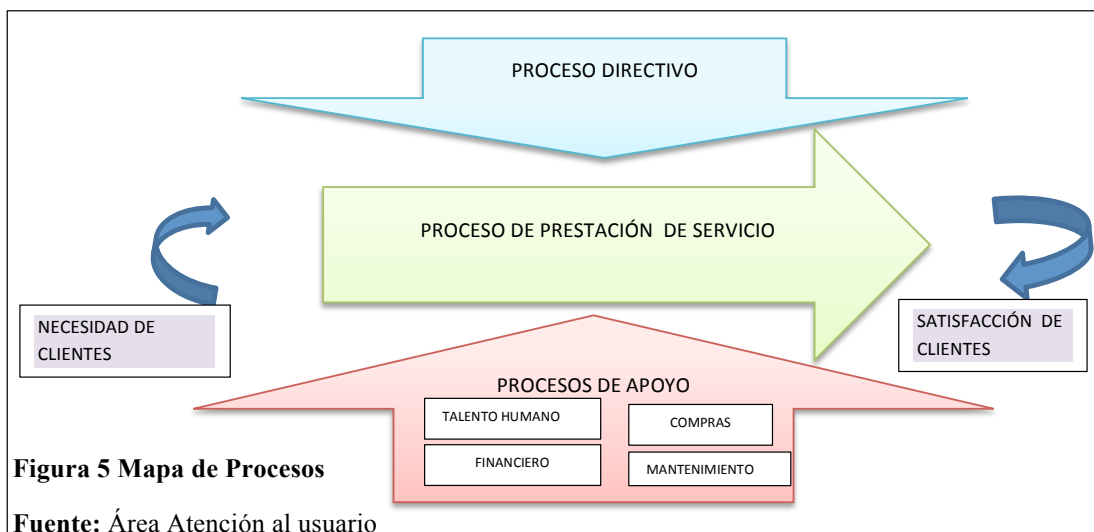 PROCESO DIRECTIVO
PROCESO DE PRESTACIÓN DE SERVICIO
NECESIDAD DE
CLIENTES
SATISFACCIÓN DE
CLIENTES
PROCESOS DE APOYO
TALENTO HUMANO
COMPRAS
FINANCIERO
MANTENIMIENTO
Figura 5 Mapa de Procesos
Fuente: Área Atención al usuario